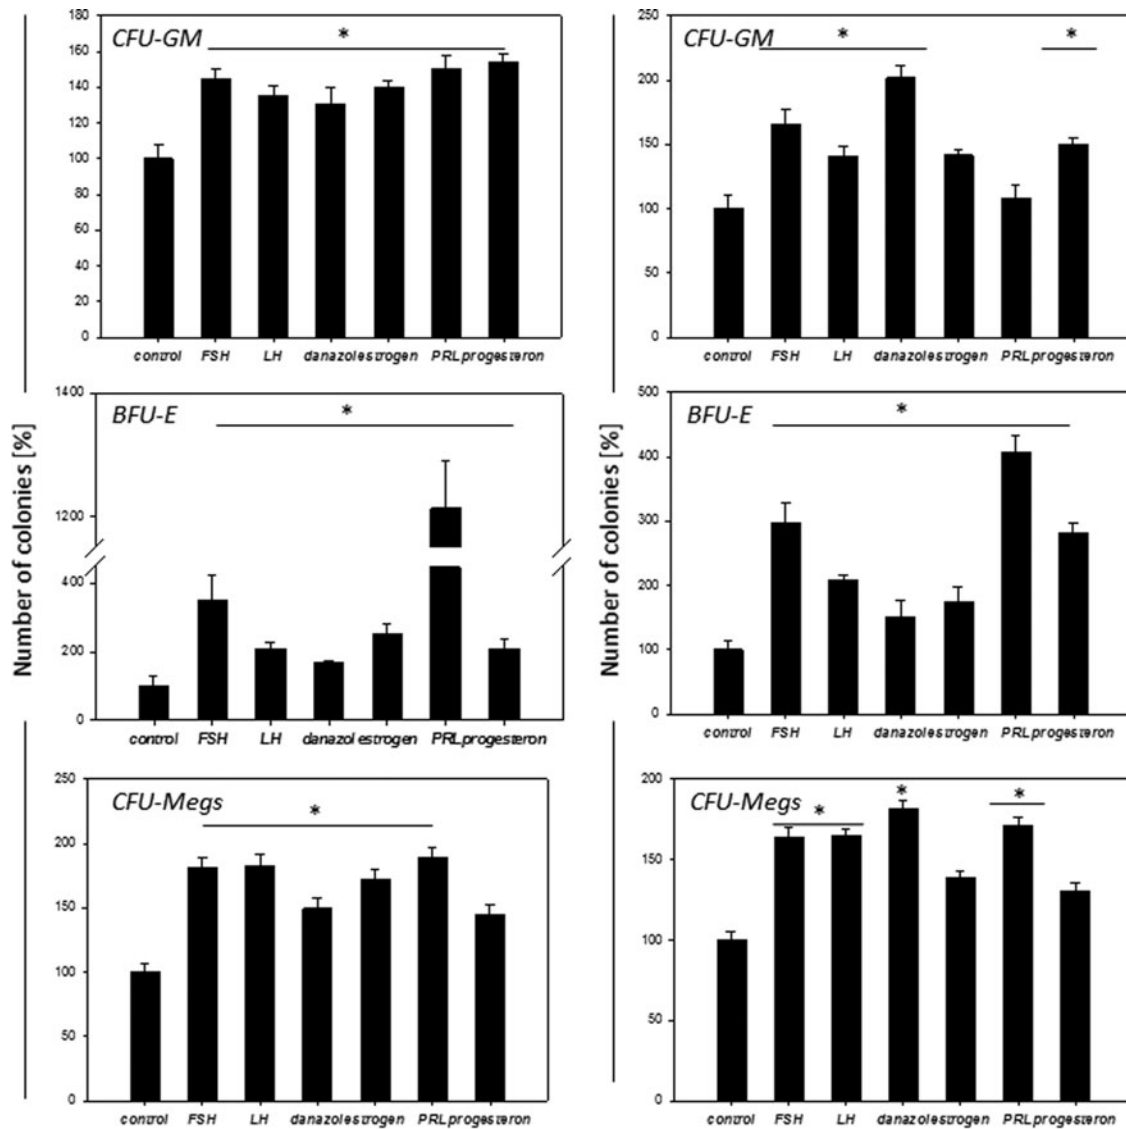 Number of colonies [%]
CFU-GM
*
180
160
140
120
100
80
60
40
20
0
control FSH LH danazol estrogen PRL progesteron
BFU-E
*
1400
1200
400
200
0
control FSH LH danazol estrogen PRL progesteron
CFU-Megs
*
250
200
150
100
50
0
control FSH LH danazol estrogen PRL progesteron
Number of colonies [%]
CFU-GM
* *
250
200
150
100
50
0
control FSH LH danazol estrogen PRL progesteron
BFU-E
*
500
400
300
200
100
0
control FSH LH danazol estrogen PRL progesteron
CFU-Megs
* * *
200
150
100
50
0
control FSH LH danazol estrogen PRL progesteron